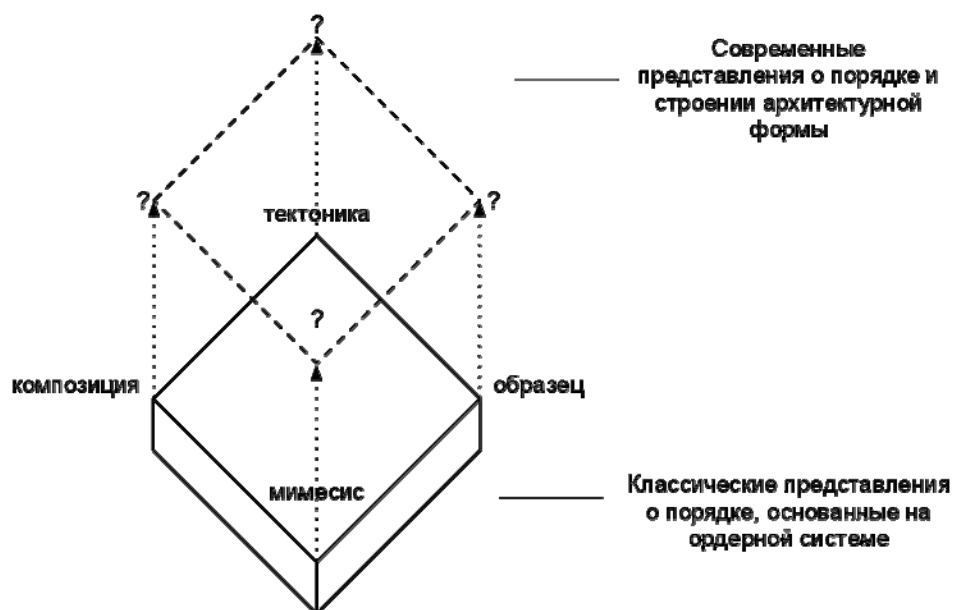 ?
Современные
представления о порядке и
строении архитектурной
формы
?
?
тектоника
?
композиция
образец
мимесис
Классические представления
о порядке, основанные на
ордерной системе